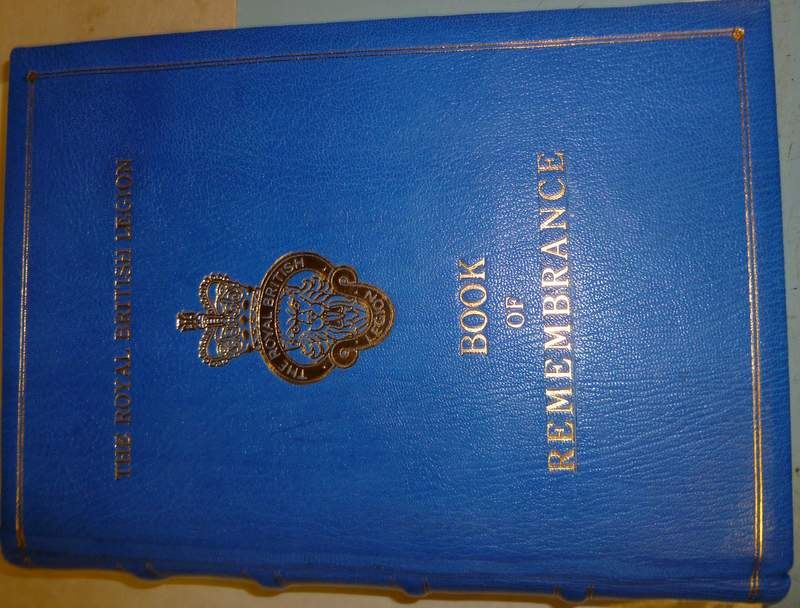 THE ROYAL BRITISH LEGION
THE ROYAL BRITISH
LEGION
BOOK
OF
REMEMBRANCE